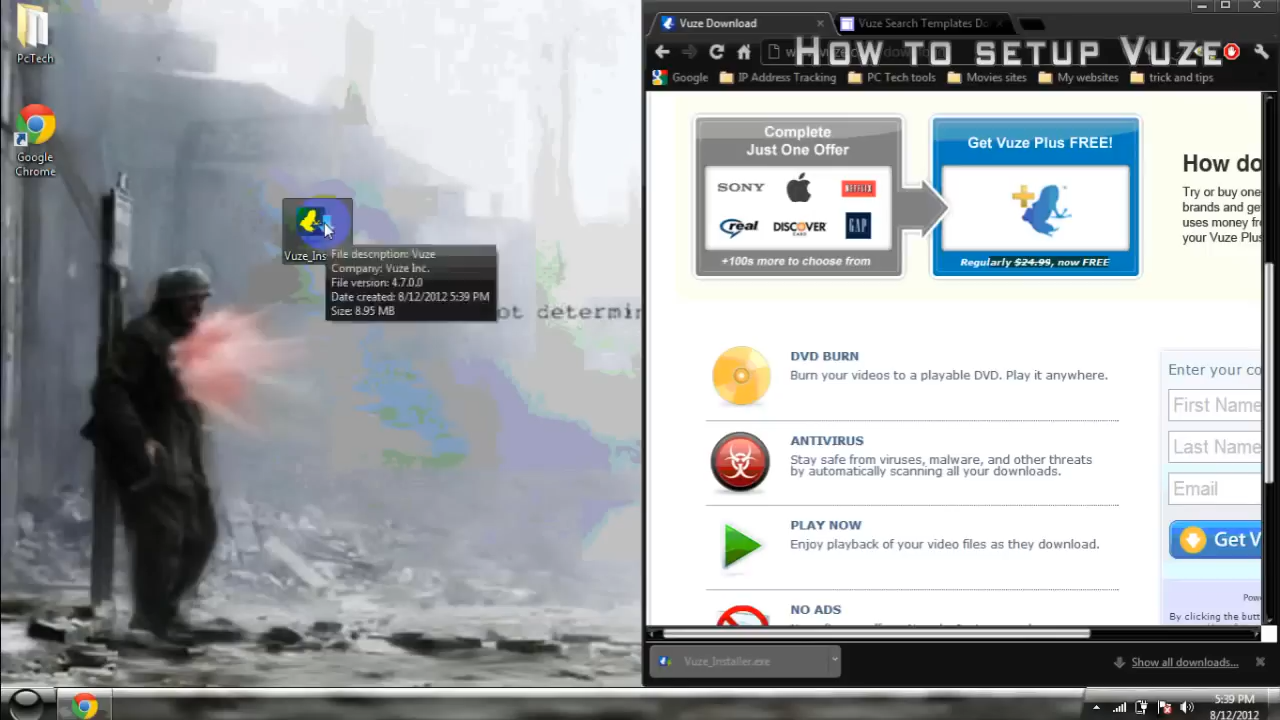 PcTech
Google
Chrome
Vuze_Ins
File description: Vuze
Company: Vuze Inc.
File version: 4.7.0.0
Date created: 8/12/2012 5:39 PM
Size: 8.95 MB
ot determin
Vuze Download
Vuze Search Templates Do
How to setup Vuze
Google
IP Address Tracking
PC Tech tools
Movies sites
My websites
trick and tips
Complete
Just One Offer
SONY
NETFLIX
real
DISCOVER
GAP
+100s more to choose from
Get Vuze Plus FREE!
Regularly $24.99, now FREE
How do
Try or buy one
brands and ge
uses money fr
your Vuze Plus
DVD BURN
Burn your videos to a playable DVD. Play it anywhere.
ANTIVIRUS
Stay safe from viruses, malware, and other threats
by automatically scanning all your downloads.
PLAY NOW
Enjoy playback of your video files as they download.
NO ADS
Enter your co
First Name
Last Name
Email
Get V
Powe
By clicking the butt
Vuze_Installer.exe
Show all downloads...
5:39 PM
8/12/2012